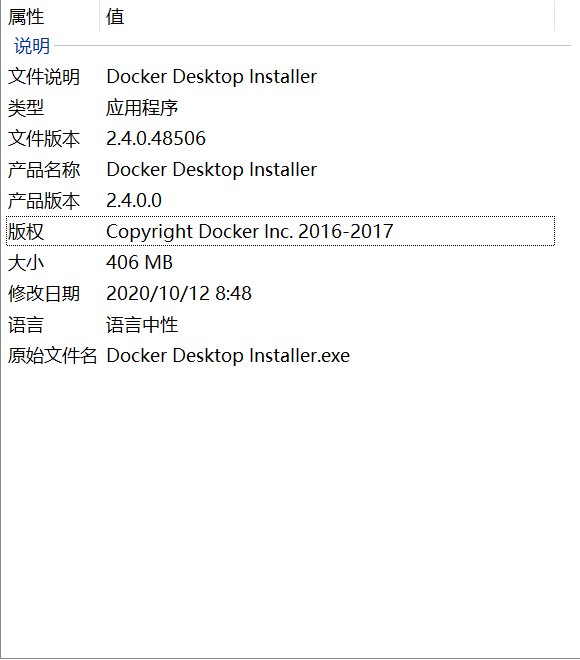 属性 值
说明
文件说明 Docker Desktop Installer
类型 应用程序
文件版本 2.4.0.48506
产品名称 Docker Desktop Installer
产品版本 2.4.0.0
版权 Copyright Docker Inc. 2016-2017
大小 406 MB
修改日期 2020/10/12 8:48
语言 语言中性
原始文件名 Docker Desktop Installer.exe